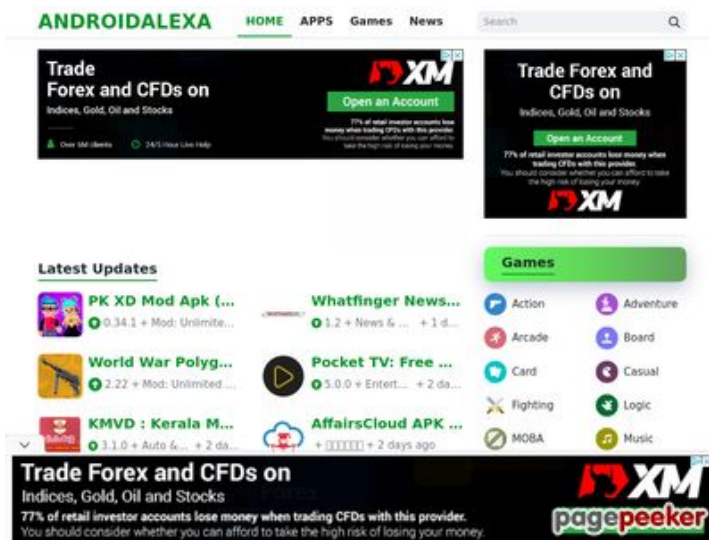 ANDROIDALEXA HOME APPS Games News Search
Trade
Forex and CFDs on
Indices, Gold, Oil and Stocks
Over 5M clients 24/5 Hour Live Help
XM
Open an Account
77% of retail investor accounts lose
money when trading CFDs with this provider.
You should consider whether you can afford to
take the high risk of losing your money.
Trade Forex and
CFDs on
Indices, Gold, Oil and Stocks
Open an Account
77% of retail investor accounts lose money when
trading CFDs with this provider.
You should consider whether you can afford to take
the high risk of losing your money.
XM
Latest Updates
PK XD Mod Apk (...
0.34.1 + Mod: Unlimite...
Whatfinger News...
1.2 + News & ... + 1 d...
World War Polyg...
2.22 + Mod: Unlimited ...
Pocket TV: Free ...
5.0.0 + Entert... + 2 da...
KMVD : Kerala M...
3.1.0 + Auto &... + 2 da...
AffairsCloud APK ...
+ 2 days ago
Games
Action Adventure
Arcade Board
Card Casual
Fighting Logic
MOBA Music
Trade Forex and CFDs on
Indices, Gold, Oil and Stocks
77% of retail investor accounts lose money when trading CFDs with this provider.
You should consider whether you can afford to take the high risk of losing your money.
XM
pagepeeker